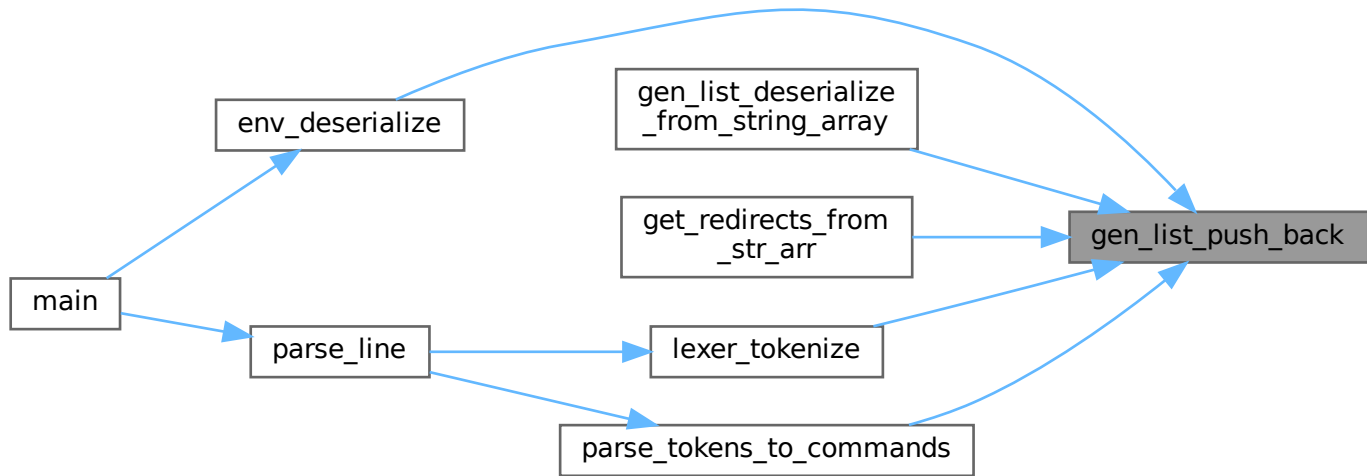 gen_list_deserialize
_from_string_array
env_deserialize
get_redirects_from
_str_arr
gen_list_push_back
main
parse_line
lexer_tokenize
parse_tokens_to_commands